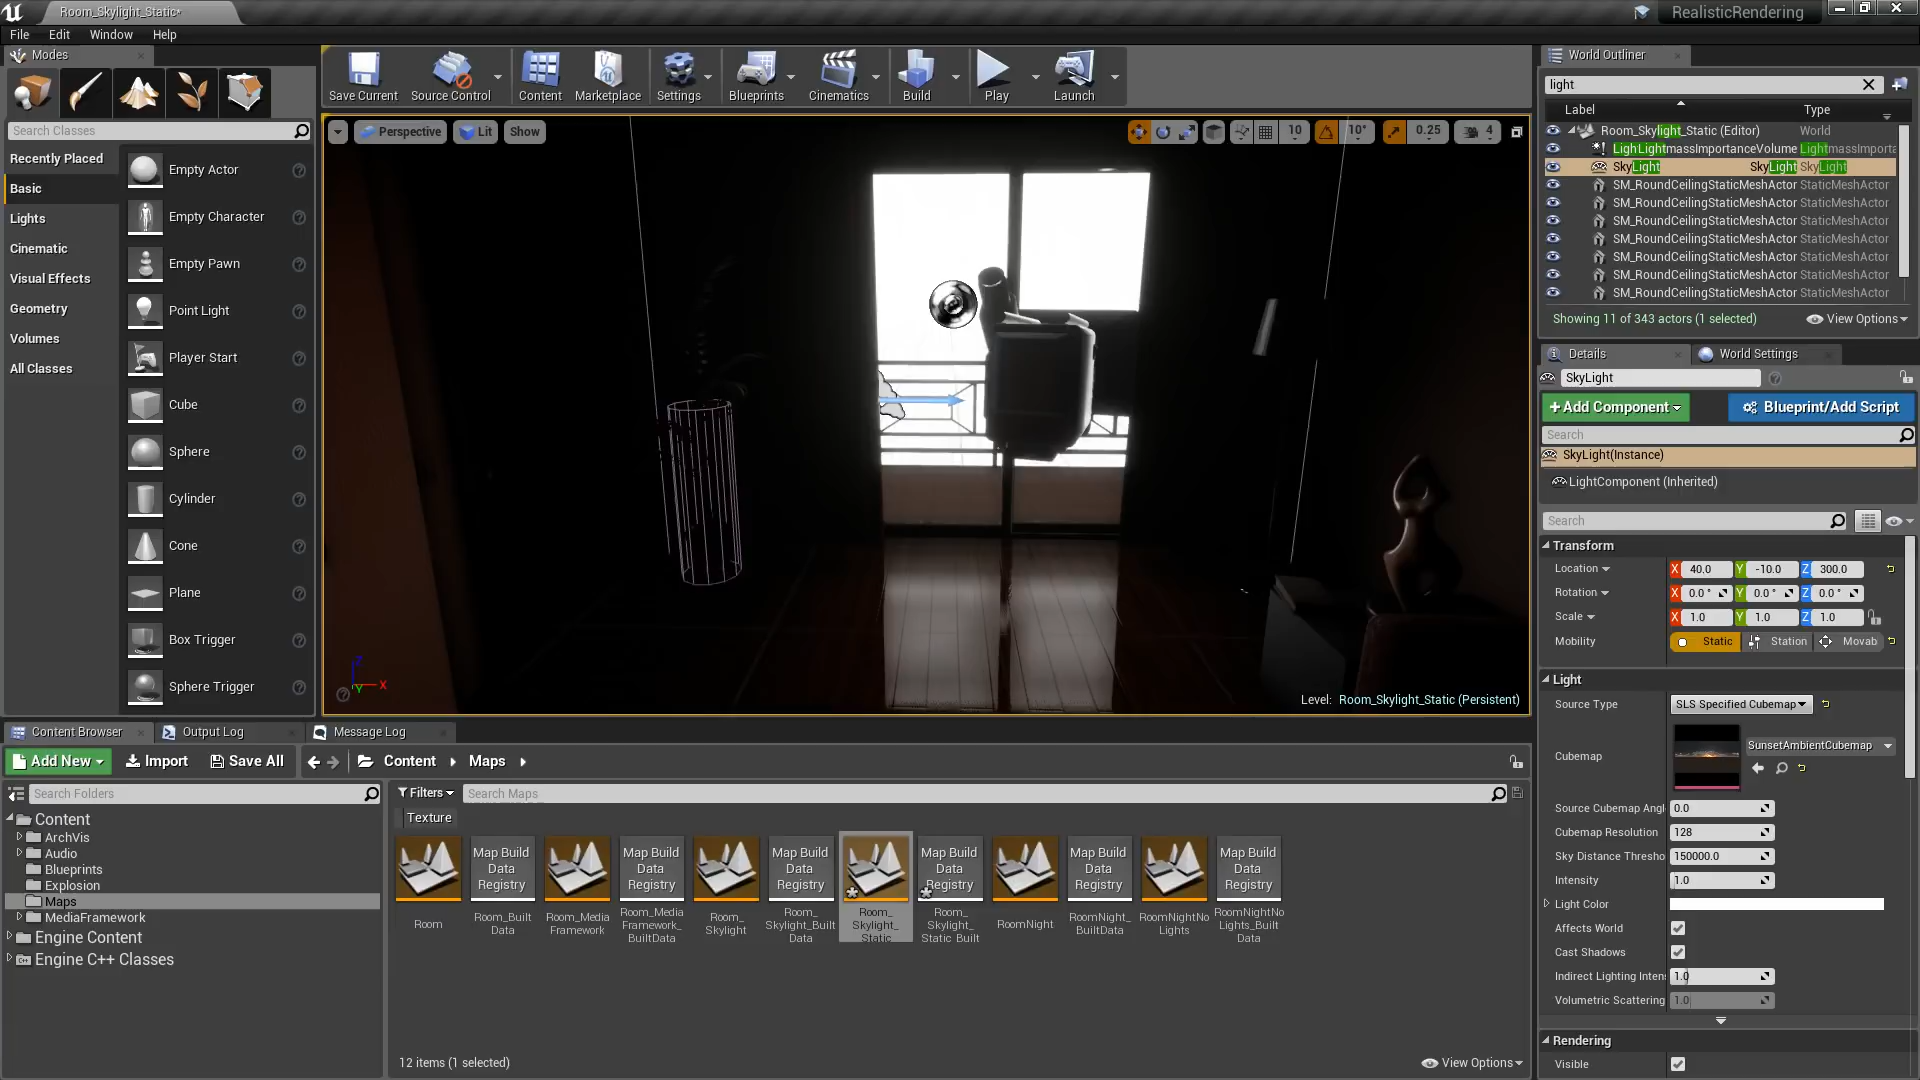 Room_Skylight_Static*
RealisticRendering
File Edit Window Help
Modes
Search Classes
Recently Placed
Basic
Lights
Cinematic
Visual Effects
Geometry
Volumes
All Classes
Empty Actor
Empty Character
Empty Pawn
Point Light
Player Start
Cube
Sphere
Cylinder
Cone
Plane
Box Trigger
Sphere Trigger
Save Current
Source Control
Content
Marketplace
Settings
Blueprints
Cinematics
Build
Play
Launch
Perspective Lit Show
10 10° 0.25 4
Z
X
Y
Level: Room_Skylight_Static (Persistent)
World Outliner
light
Label Type
Room_Skylight_Static (Editor) World
LighLightmassImportanceVolume Lightmassimporta
SkyLight SkyLight SkyLight
SM_RoundCeilingStaticMeshActor StaticMeshActor
SM_RoundCeilingStaticMeshActor StaticMeshActor
SM_RoundCeilingStaticMeshActor StaticMeshActor
SM_RoundCeilingStaticMeshActor StaticMeshActor
SM_RoundCeilingStaticMeshActor StaticMeshActor
SM_RoundCeilingStaticMeshActor StaticMeshActor
SM_RoundCeilingStaticMeshActor StaticMeshActor
Showing 11 of 343 actors (1 selected) View Options
Details World Settings
SkyLight
+Add Component Blueprint/Add Script
Search
SkyLight(Instance)
LightComponent (Inherited)
Search
Transform
Location X 40.0 Y -10.0 Z 300.0
Rotation X 0.0 ° Y 0.0 ° Z 0.0 °
Scale X 1.0 Y 1.0 Z 1.0
Mobility Static Station Movab
Light
Source Type SLS Specified Cubemap
Cubemap SunsetAmbientCubemap
Source Cubemap Angl 0.0
Cubemap Resolution 128
Sky Distance Thresho 150000.0
Intensity 1.0
Light Color
Affects World
Cast Shadows
Indirect Lighting Inten 1.0
Volumetric Scattering 1.0
Rendering
Visible
Content Browser Output Log Message Log
Add New Import Save All Content Maps
Search Folders
Content
ArchVis
Audio
Blueprints
Explosion
Maps
MediaFramework
Engine Content
Engine C++ Classes
Filters Search Maps
Texture
Room
Map Build Data Registry
Room_Built Data
Room_Media Framework
Map Build Data Registry
Room_Media Framework_ BuiltData
Room_ Skylight
Map Build Data Registry
Room_ Skylight_Built Data
Room_ Skylight_ Static
Map Build Data Registry
Room_ Skylight_ Static_Built
RoomNight
Map Build Data Registry
RoomNight_ BuiltData
RoomNightNo Lights
Map Build Data Registry
RoomNightNo Lights_Built Data
12 items (1 selected) View Options